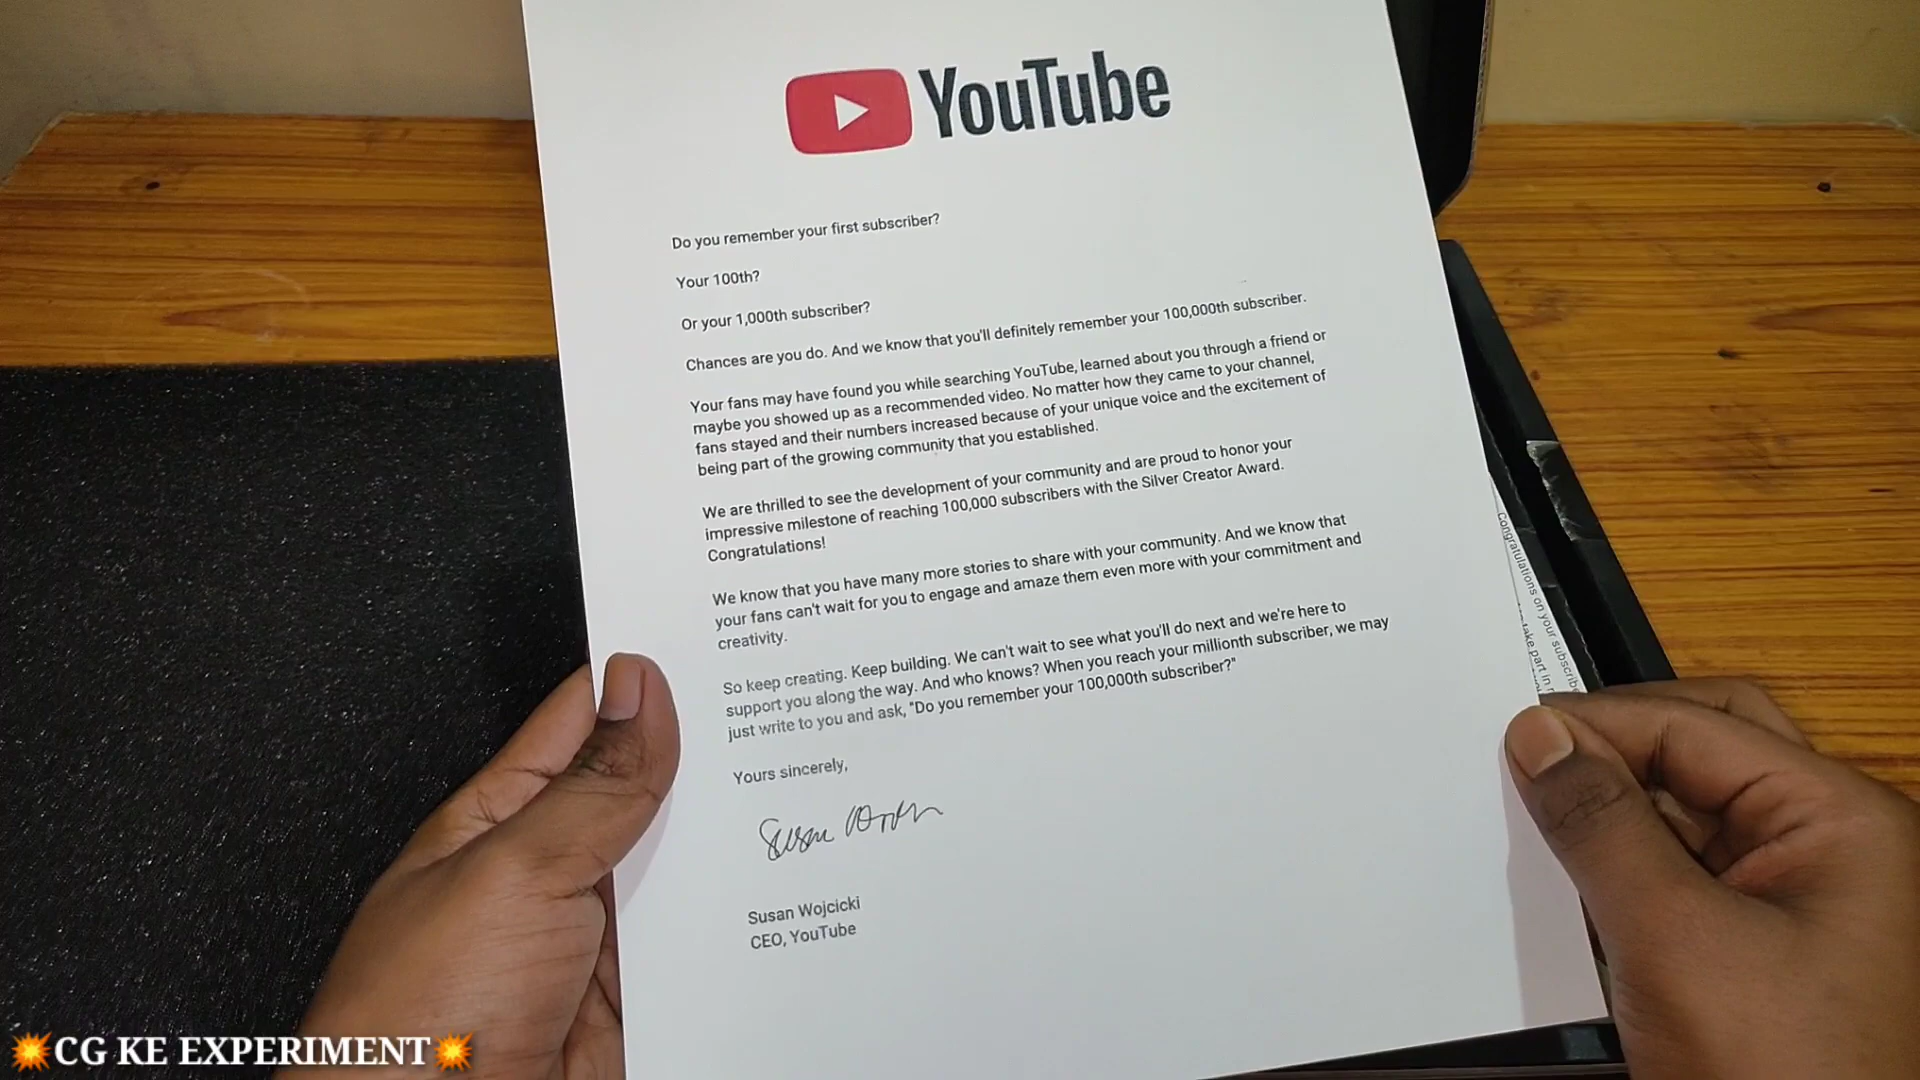 YouTube
Do you remember your first subscriber?
Your 100th?
Or your 1,000th subscriber?
Chances are you do. And we know that you'll definitely remember your 100,000th subscriber.
Your fans may have found you while searching YouTube, learned about you through a friend or
maybe you showed up as a recommended video. No matter how they came to your channel,
fans stayed and their numbers increased because of your unique voice and the excitement of
being part of the growing community that you established.
We are thrilled to see the development of your community and are proud to honor your
impressive milestone of reaching 100,000 subscribers with the Silver Creator Award.
Congratulations!
We know that you have many more stories to share with your community. And we know that
your fans can't wait for you to engage and amaze them even more with your commitment and
creativity.
So keep creating. Keep building. We can't wait to see what you'll do next and we're here to
support you along the way. And who knows? When you reach your millionth subscriber, we may
just write to you and ask, "Do you remember your 100,000th subscriber?"
Yours sincerely,
Susan
Susan Wojcicki
CEO, YouTube
Congratulations on your
take part in
💥CG KE EXPERIMENT💥